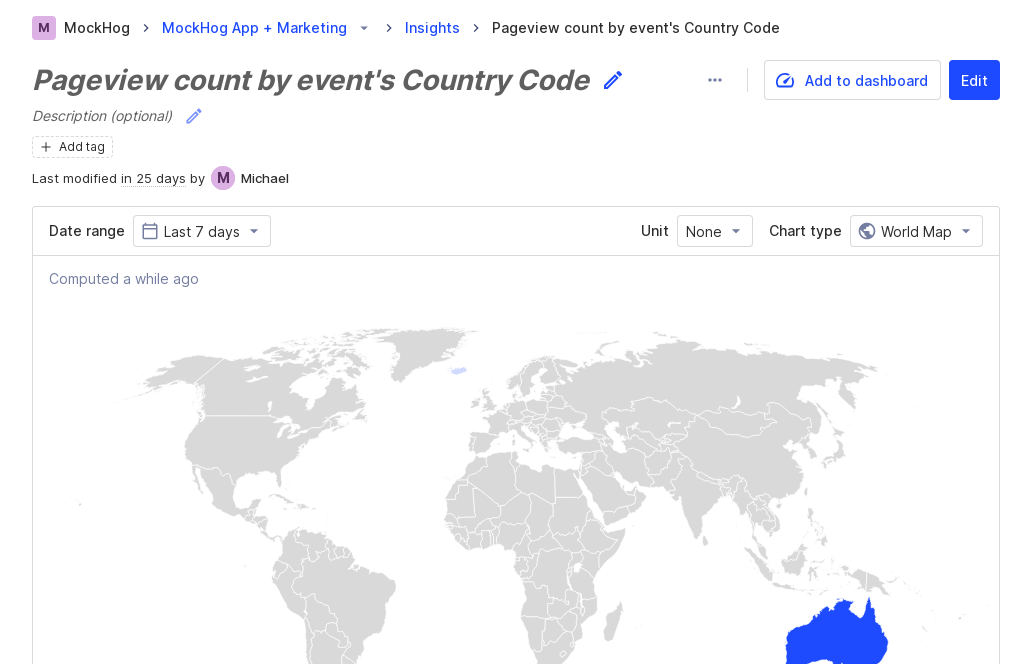 M MockHog MockHog App + Marketing Insights Pageview count by event's Country Code
Pageview count by event's Country Code
Add to dashboard
Edit
Description (optional)
Add tag
Last modified in 25 days by M Michael
Date range Last 7 days Unit None Chart type World Map
Computed a while ago